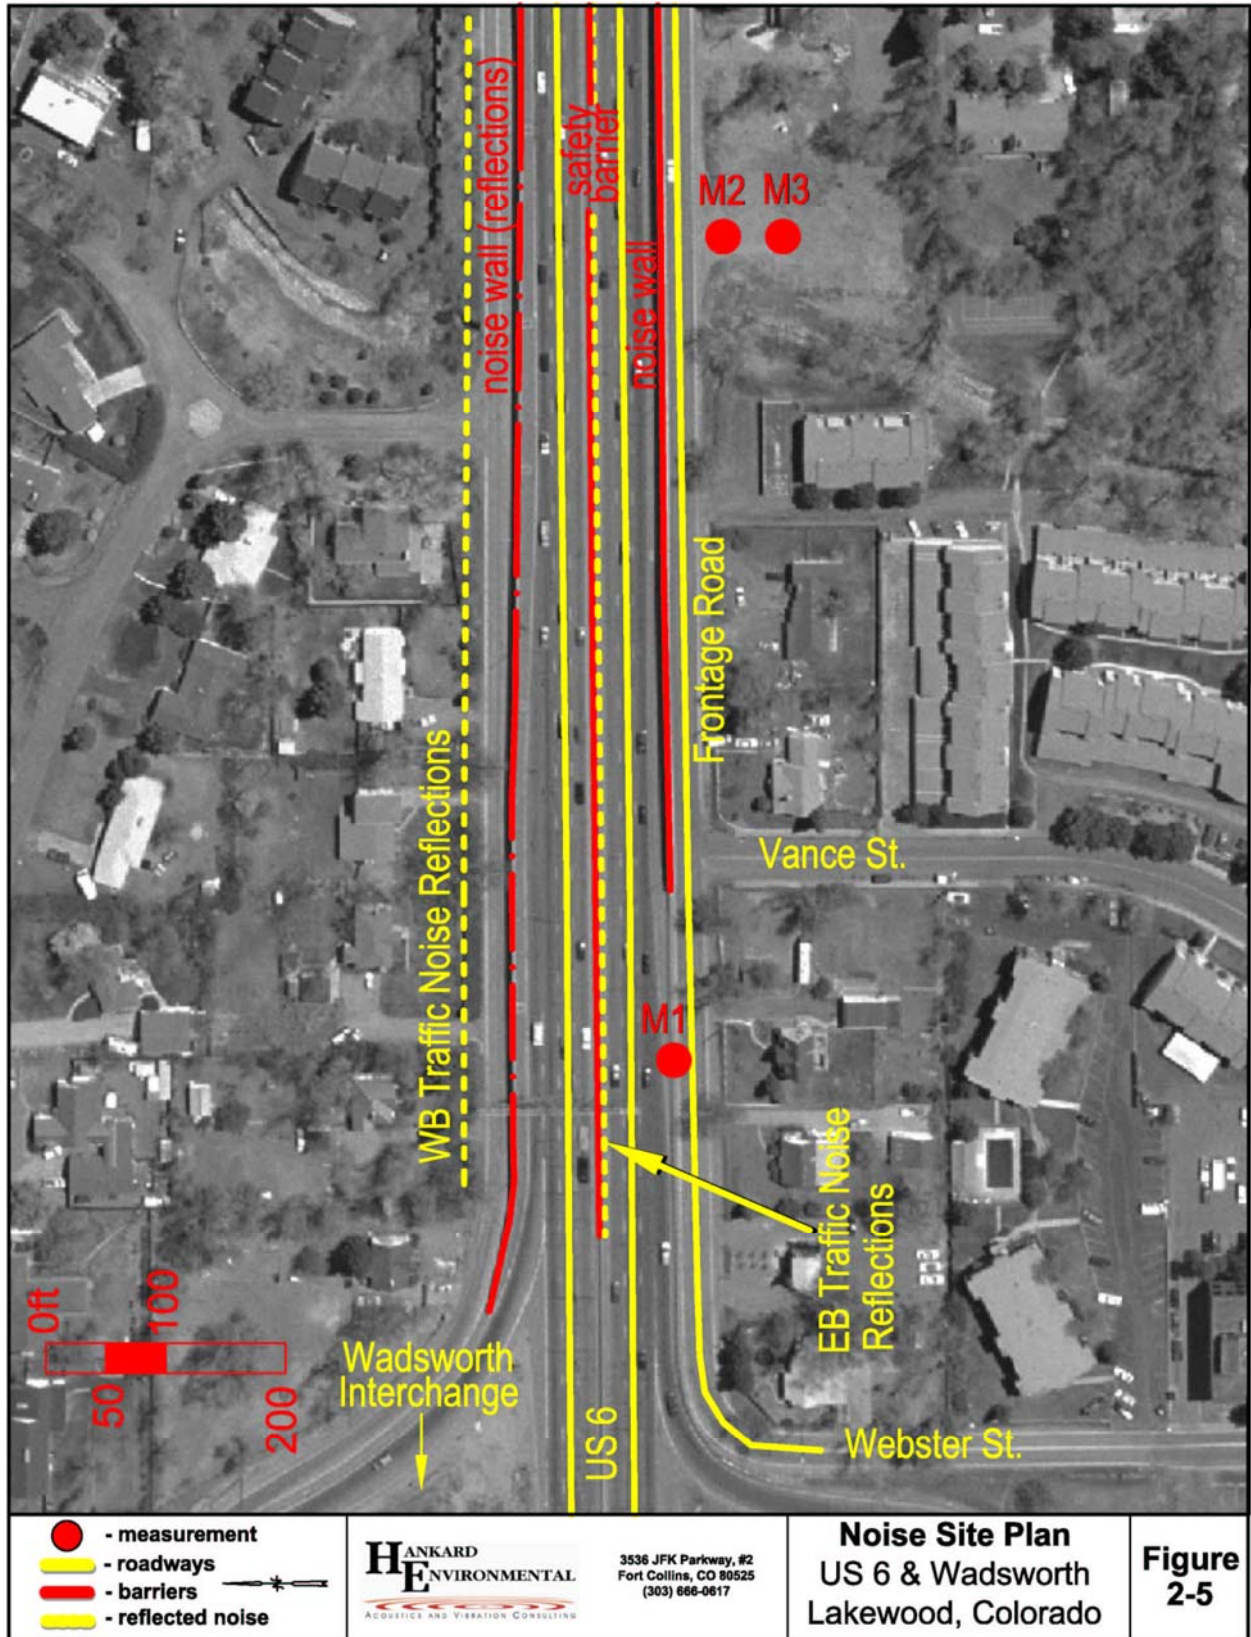 noise wall (reflections)
safety
barrier
M2
M3
noise wall
Frontage Road
WB Traffic Noise Reflections
Vance St.
M1
EB Traffic Noise
Reflections
0ft
50
100
200
Wadsworth
Interchange
US 6
Webster St.
- measurement
- roadways
- barriers
- reflected noise
HANKARD
ENVIRONMENTAL
ACOUSTICS AND VIBRATION CONSULTING
3536 JFK Parkway, #2
Fort Collins, CO 80525
(303) 666-0617
Noise Site Plan
US 6 & Wadsworth
Lakewood, Colorado
Figure
2-5